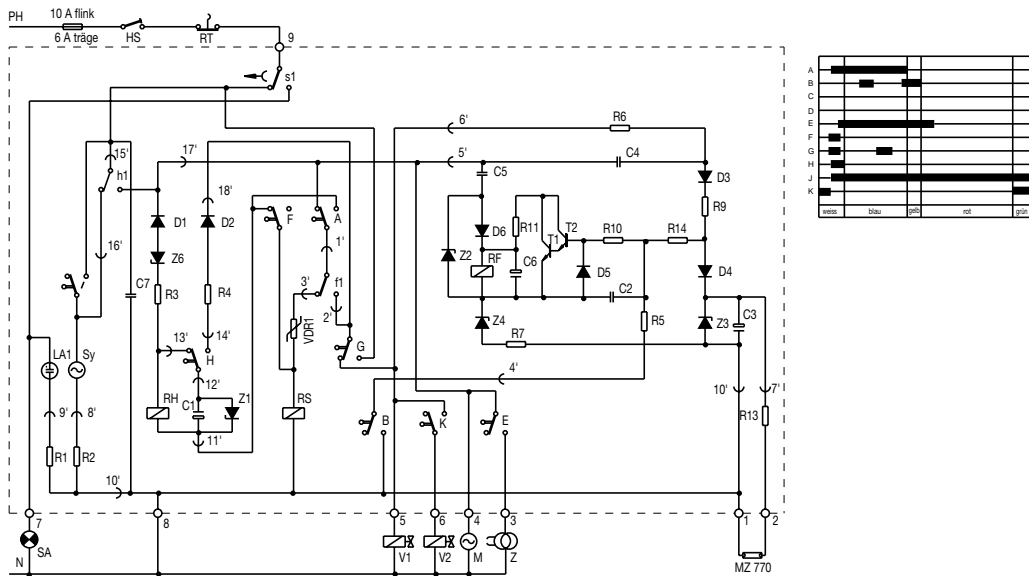 PH
10 A flink
6 A träge
HS
RT
9
s1
6'
R6
17'
5'
C4
15'
h1
C5
D3
18'
R9
D1
D2
F
A
R11
T2
R10
R14
D6
T1
1'
Z2
16'
Z6
RF
C6
D5
D4
C2
3'
f1
C7
R3
R4
2'
C3
R5
Z4
Z3
VDR1
13'
14'
R7
G
H
LA1
Sy
4'
12'
10'
7'
RH
C1
Z1
RS
9'
8'
B
K
E
R13
11'
R1
R2
10'
7
8
5
6
4
3
1
2
SA
N
V1
V2
M
Z
MZ 770
A
B
C
D
E
F
G
H
J
K
weiss
blau
gelb
rot
grün